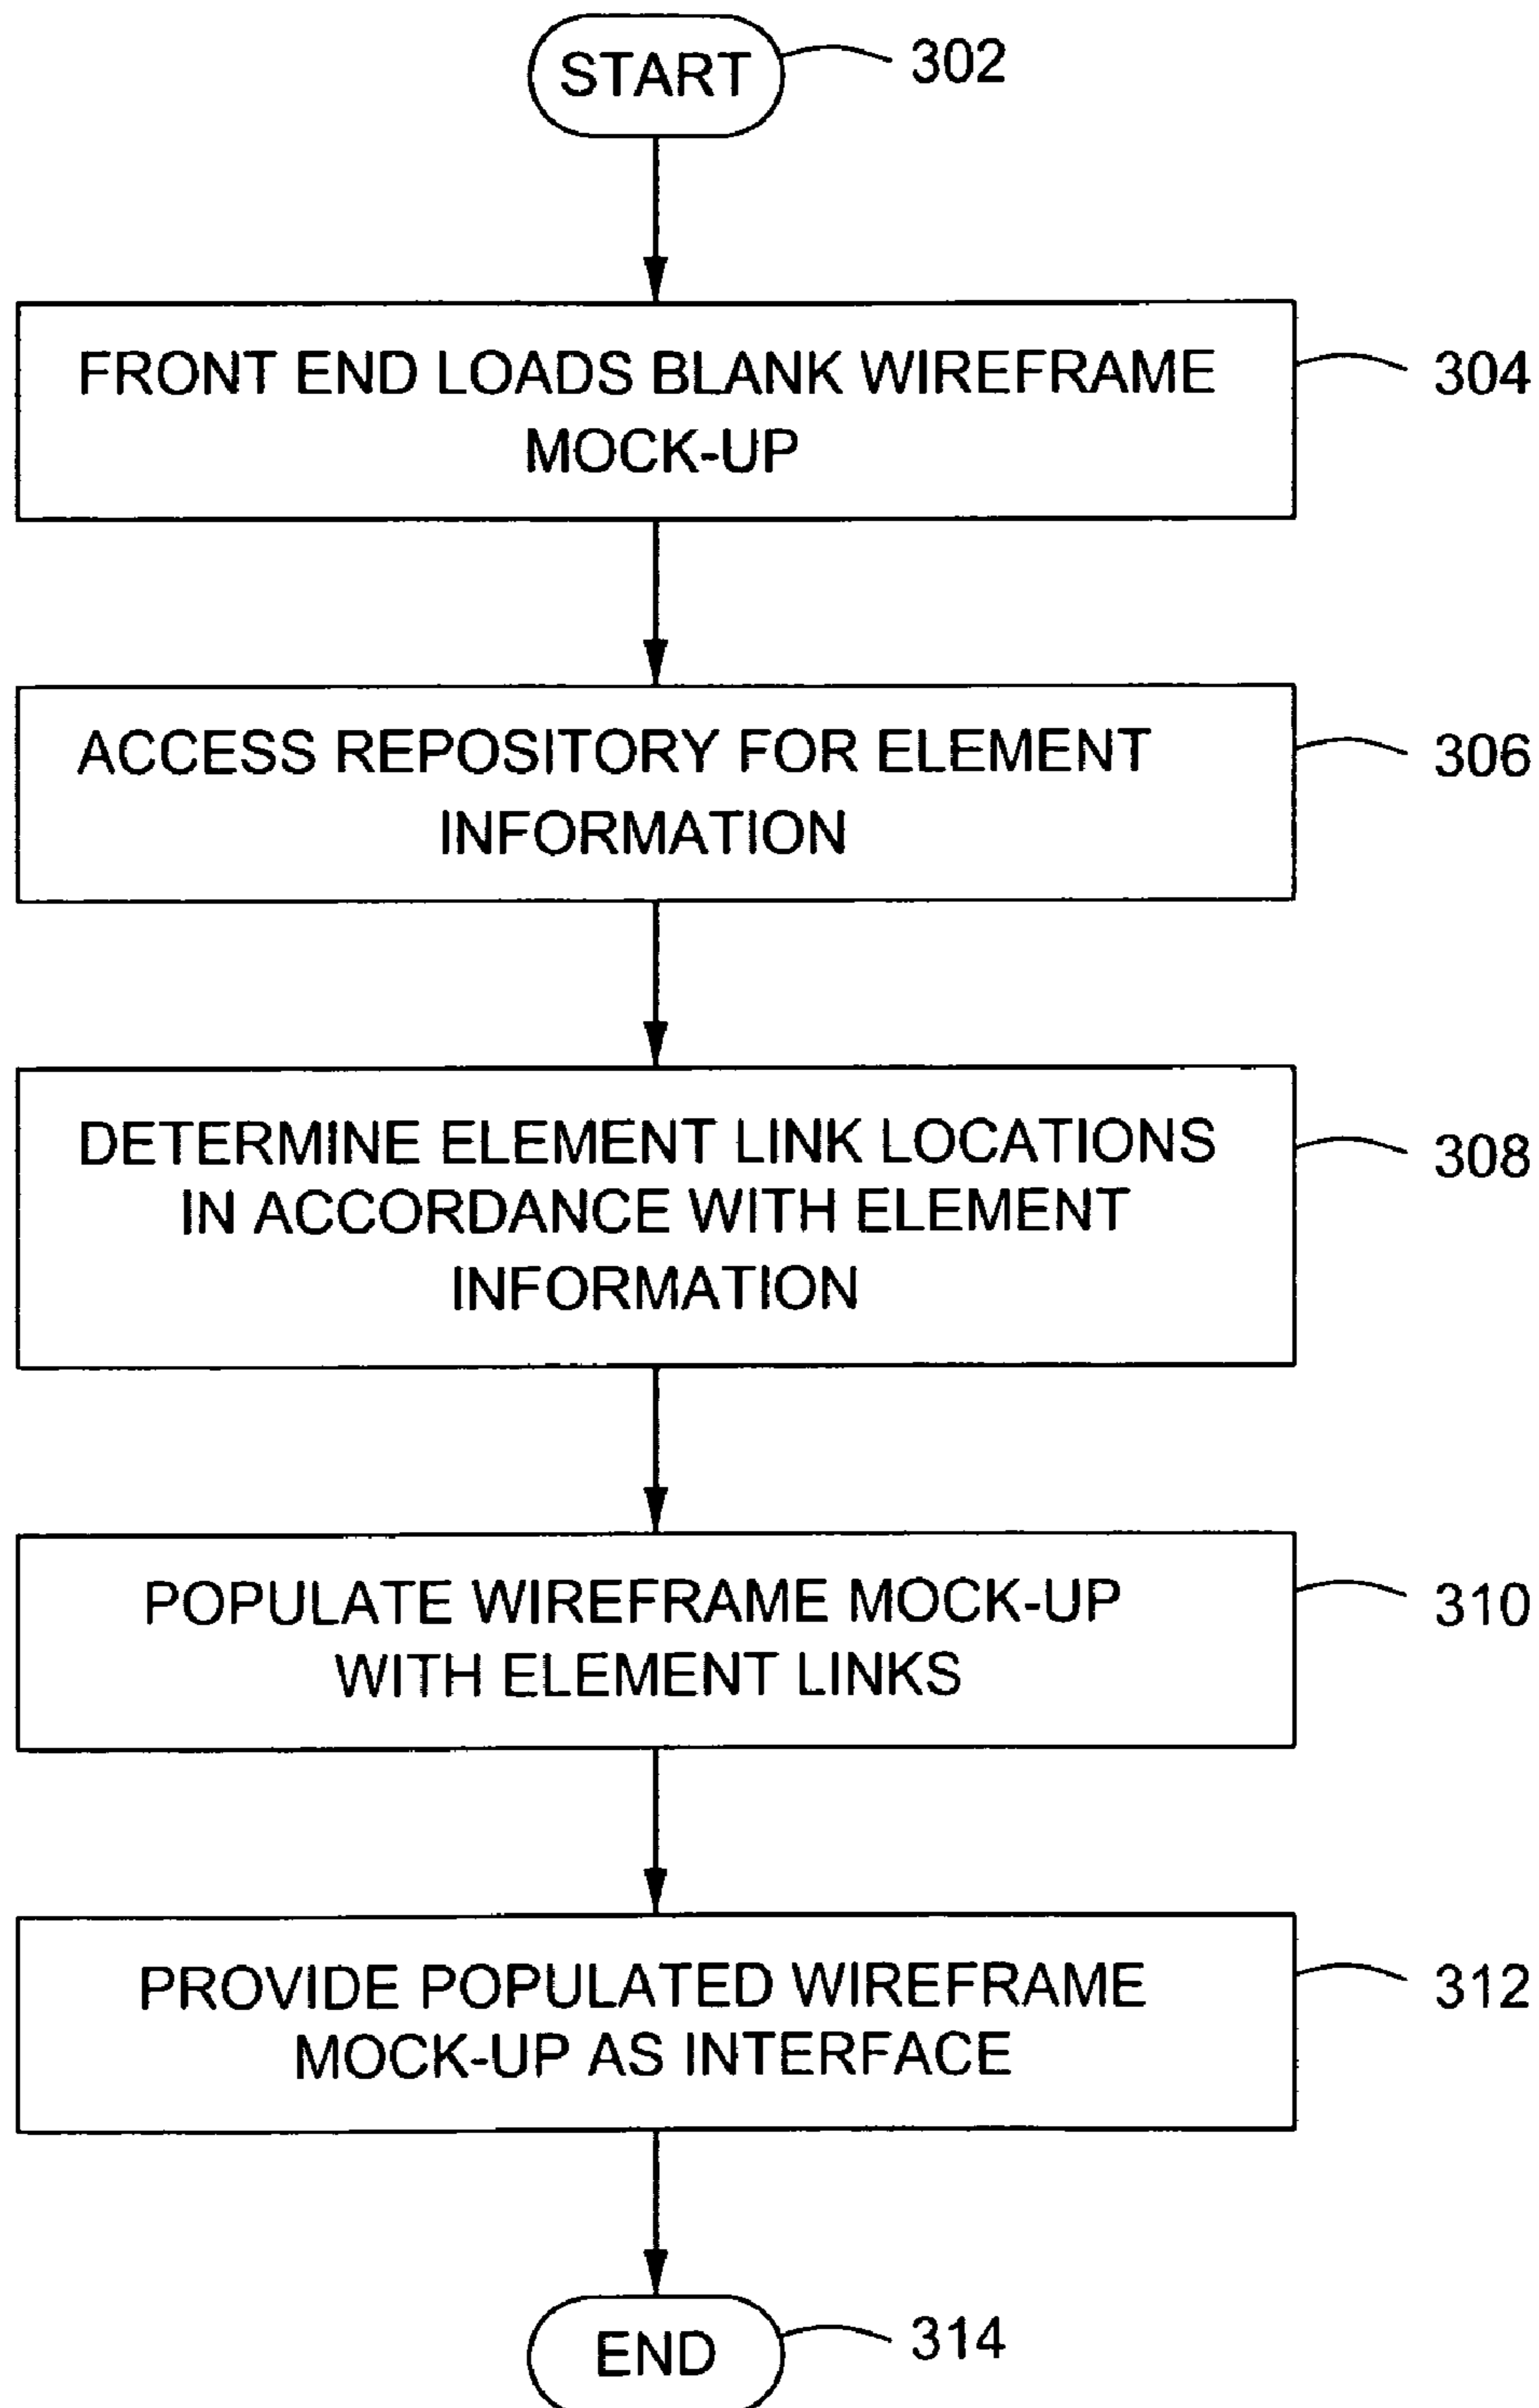 START
302
FRONT END LOADS BLANK WIREFRAME
MOCK-UP
304
ACCESS REPOSITORY FOR ELEMENT
INFORMATION
306
DETERMINE ELEMENT LINK LOCATIONS
IN ACCORDANCE WITH ELEMENT
INFORMATION
308
POPULATE WIREFRAME MOCK-UP
WITH ELEMENT LINKS
310
PROVIDE POPULATED WIREFRAME
MOCK-UP AS INTERFACE
312
END
314